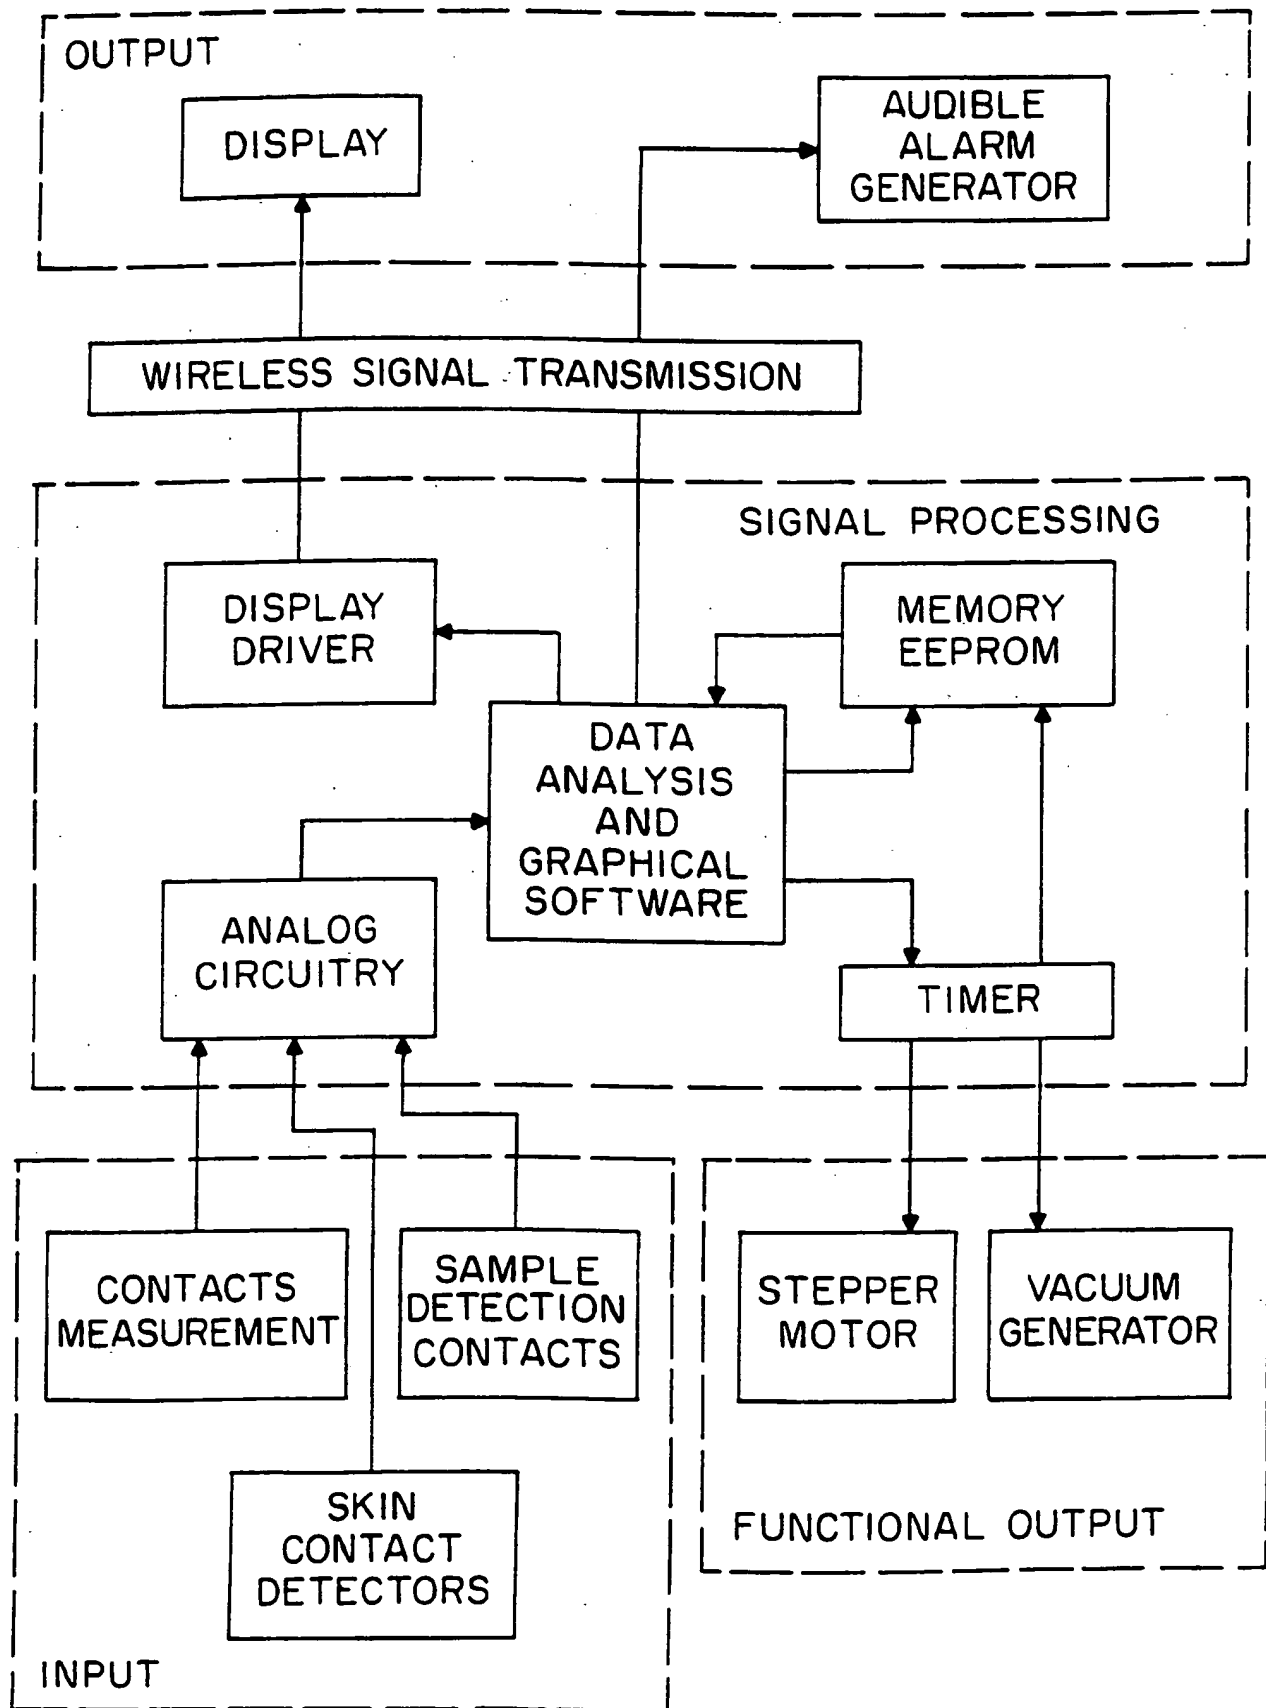 OUTPUT
DISPLAY
AUDIBLE
ALARM
GENERATOR
WIRELESS SIGNAL TRANSMISSION
SIGNAL PROCESSING
DISPLAY
DRIVER
MEMORY
EEPROM
DATA
ANALYSIS
AND
GRAPHICAL
SOFTWARE
ANALOG
CIRCUITRY
TIMER
CONTACTS
MEASUREMENT
SAMPLE
DETECTION
CONTACTS
STEPPER
MOTOR
VACUUM
GENERATOR
SKIN
CONTACT
DETECTORS
FUNCTIONAL OUTPUT
INPUT